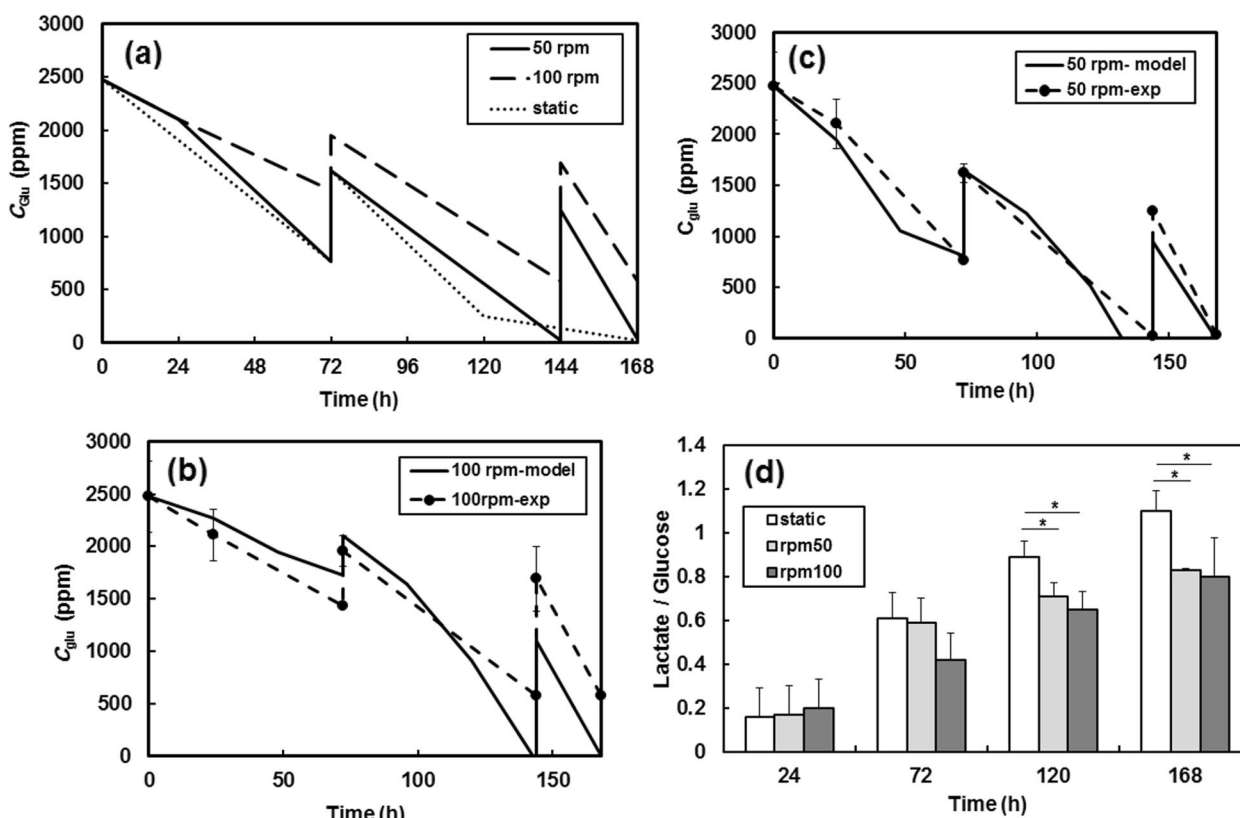 (a)
50 rpm
100 rpm
static
3000
2500
2000
1500
1000
500
0
C_Glu (ppm)
0 24 48 72 96 120 144 168
Time (h)
(c)
50 rpm- model
50 rpm-exp
3000
2500
2000
1500
1000
500
0
C_glu (ppm)
0 50 100 150
Time (h)
(b)
100 rpm-model
100rpm-exp
3000
2500
2000
1500
1000
500
0
C_glu (ppm)
0 50 100 150
Time (h)
(d)
static
rpm50
rpm100
* *
* *
1.4
1.2
1
0.8
0.6
0.4
0.2
0
Lactate / Glucose
24 72 120 168
Time (h)